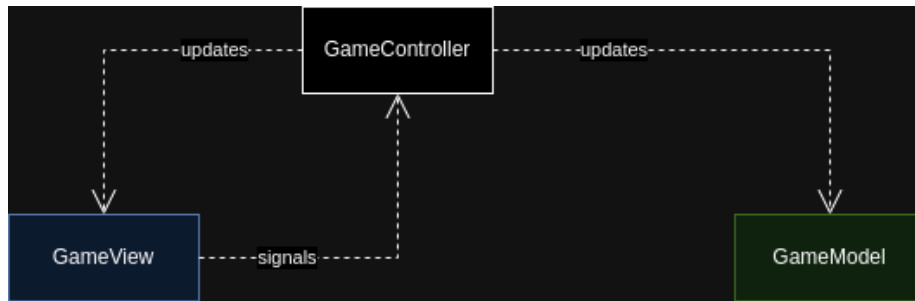 GameController
updates
updates
GameView
signals
GameModel